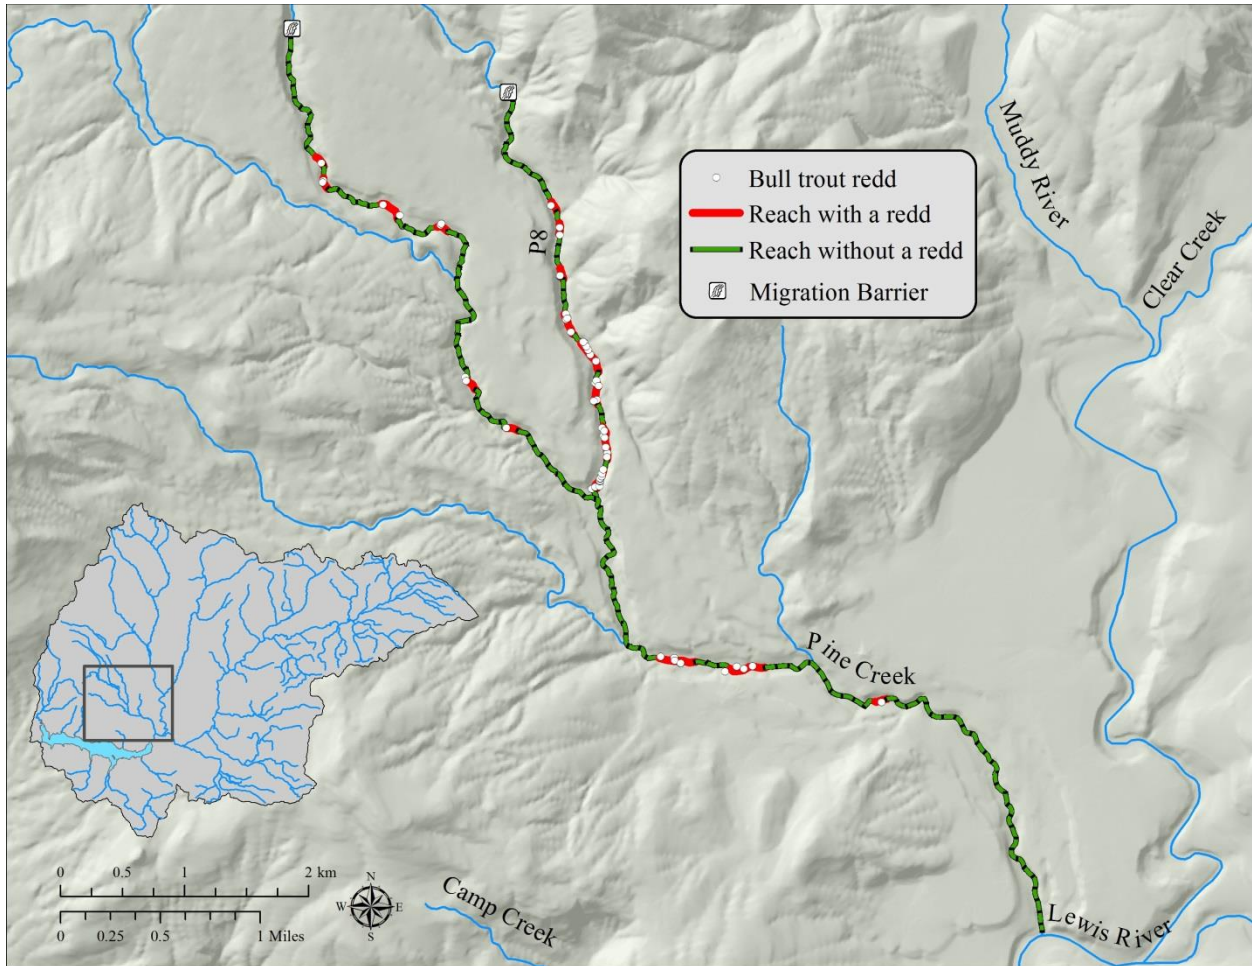 Muddy River
Clear Creek
P8
Bull trout redd
Reach with a redd
Reach without a redd
Migration Barrier
Pine Creek
0 0.5 1 2 km
0 0.25 0.5 1 Miles
N
W E
S
Camp Creek
Lewis River